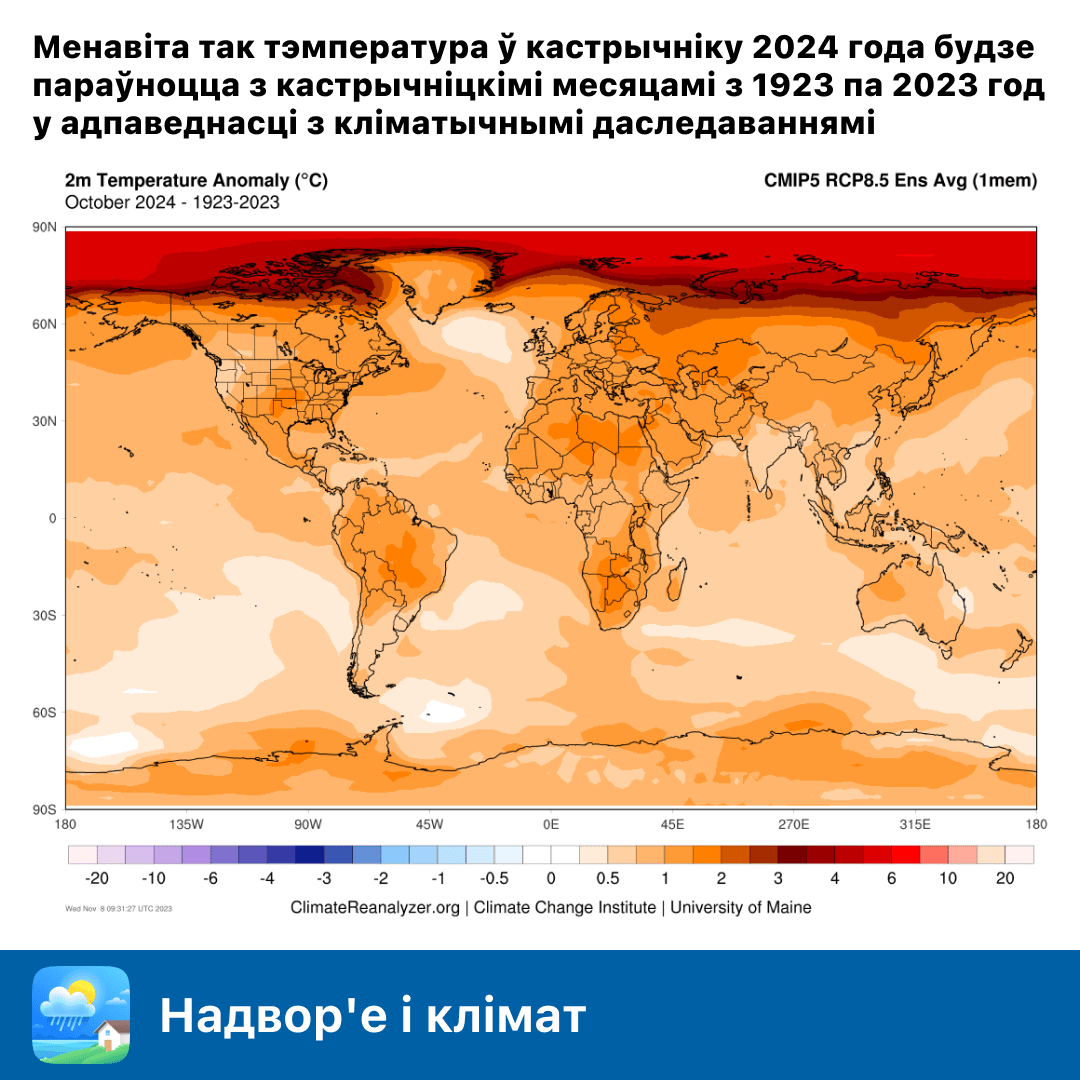 Менавіта так тэмпература ў кастрычніку 2024 года будзе
параўноцца з кастрычніцкімі месяцамі з 1923 па 2023 год
у адпаведнасці з кліматычнымі даследаваннямі
2m Temperature Anomaly (°C)
CMIP5 RCP8.5 Ens Avg (1mem)
October 2024 - 1923-2023
90N
60N
30N
0
30S
60S
90S
180 135W 90W 45W 0E 45E 270E 315E 180
-20 -10 -6 -4 -3 -2 -1 -0.5 0 0.5 1 2 3 4 6 10 20
Wed Nov 8 09:31:27 UTC 2023
ClimateReanalyzer.org | Climate Change Institute | University of Maine
Надвор'е і клімат